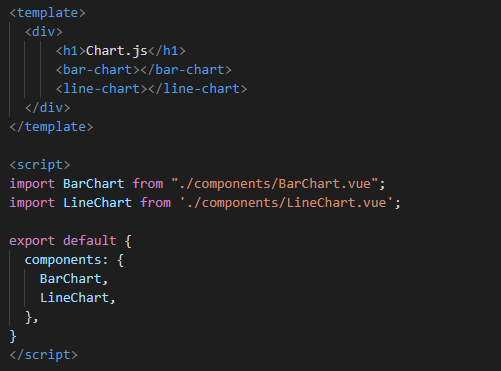 <template>
  <div>
      <h1>Chart.js</h1>
      <bar-chart></bar-chart>
      <line-chart></line-chart>
  </div>
</template>

<script>
import BarChart from "./components/BarChart.vue";
import LineChart from './components/LineChart.vue';

export default {
  components: {
    BarChart,
    LineChart,
  },
}
</script>